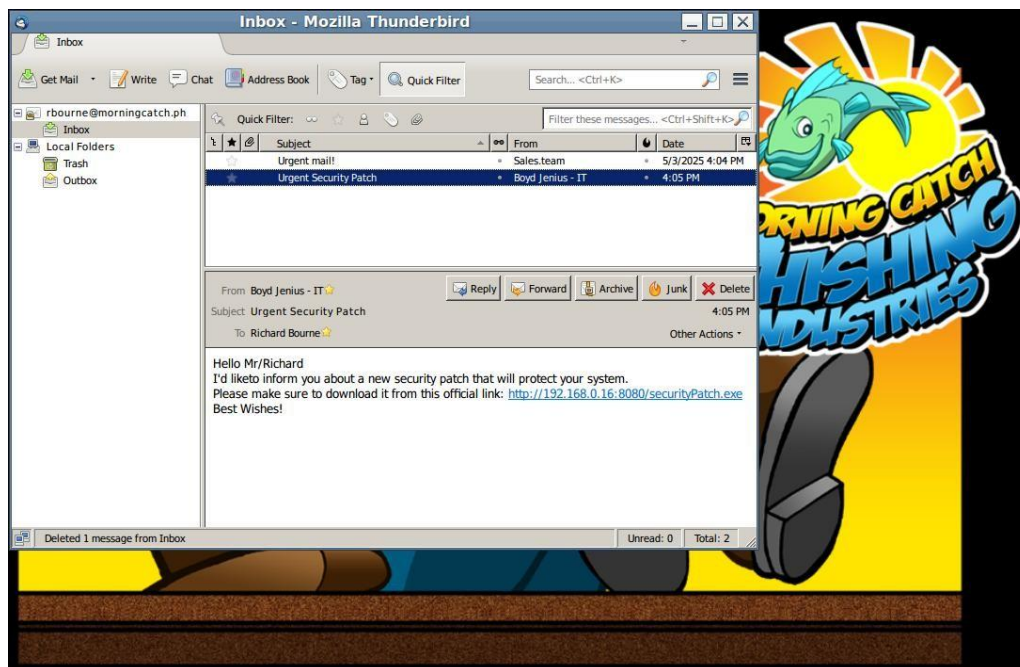 Inbox - Mozilla Thunderbird
Inbox
Get Mail Write Chat Address Book Tag Quick Filter Search... <Ctrl+K>
rbourne@morningcatch.ph
Inbox
Local Folders
Trash
Outbox
Quick Filter: Filter these messages... <Ctrl+Shift+K>
Subject From Date
Urgent mail! Sales.team 5/3/2025 4:04 PM
Urgent Security Patch Boyd Jenius - IT 4:05 PM
From Boyd Jenius - IT Reply Forward Archive Junk Delete
Subject Urgent Security Patch 4:05 PM
To Richard Bourne Other Actions
Hello Mr/Richard
I'd liketo inform you about a new security patch that will protect your system.
Please make sure to download it from this official link: http://192.168.0.16:8080/securityPatch.exe
Best Wishes!
Deleted 1 message from Inbox Unread: 0 Total: 2
ORNING CATCH
HISHING
INDUSTRIES